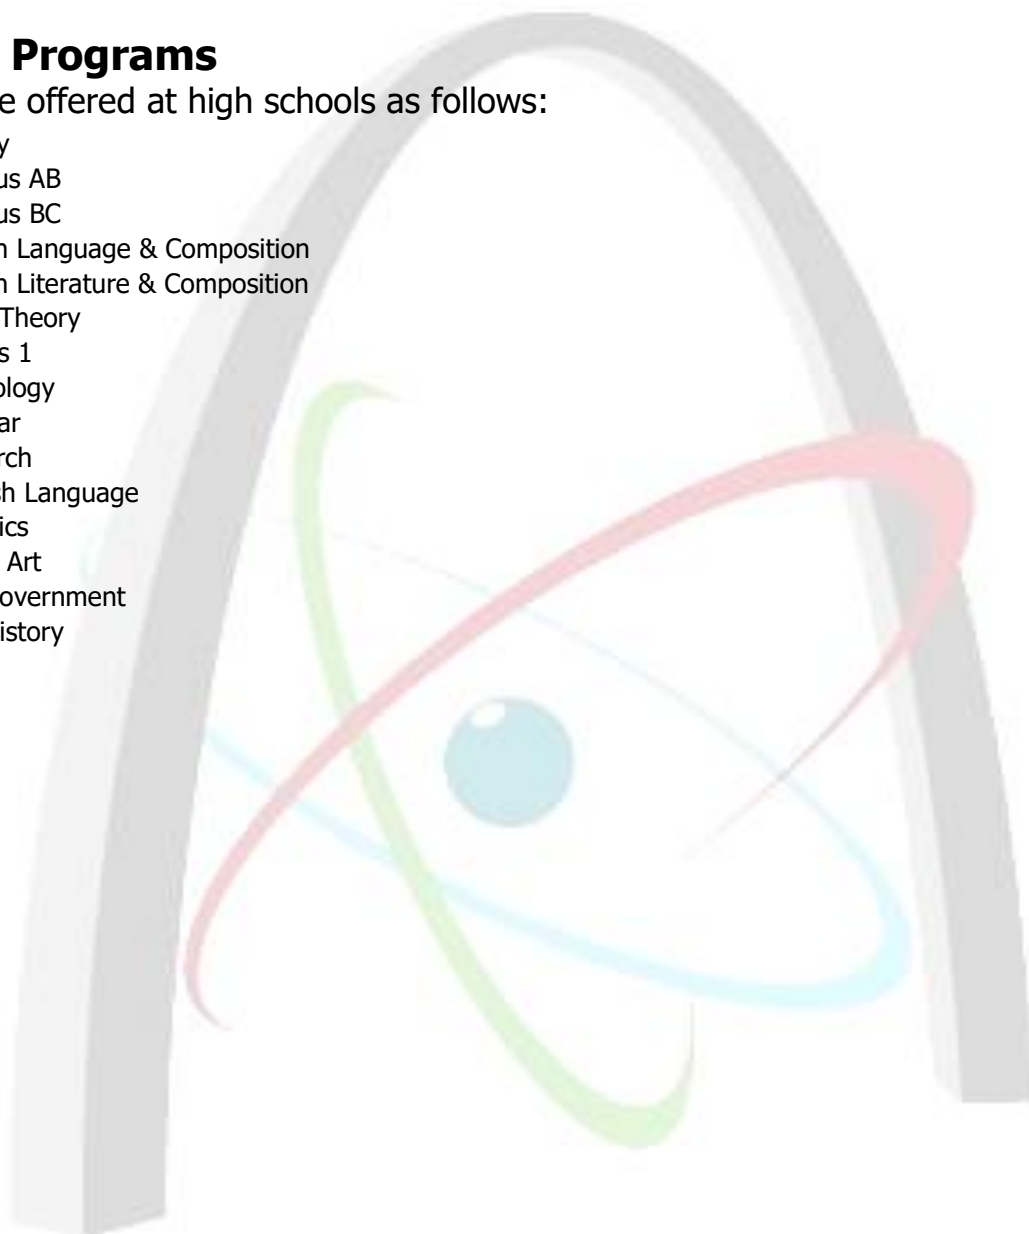 Programs
e offered at high schools as follows:
y
us AB
us BC
n Language & Composition
n Literature & Composition
Theory
s 1
ology
ar
rch
sh Language
ics
Art
overnment
istory